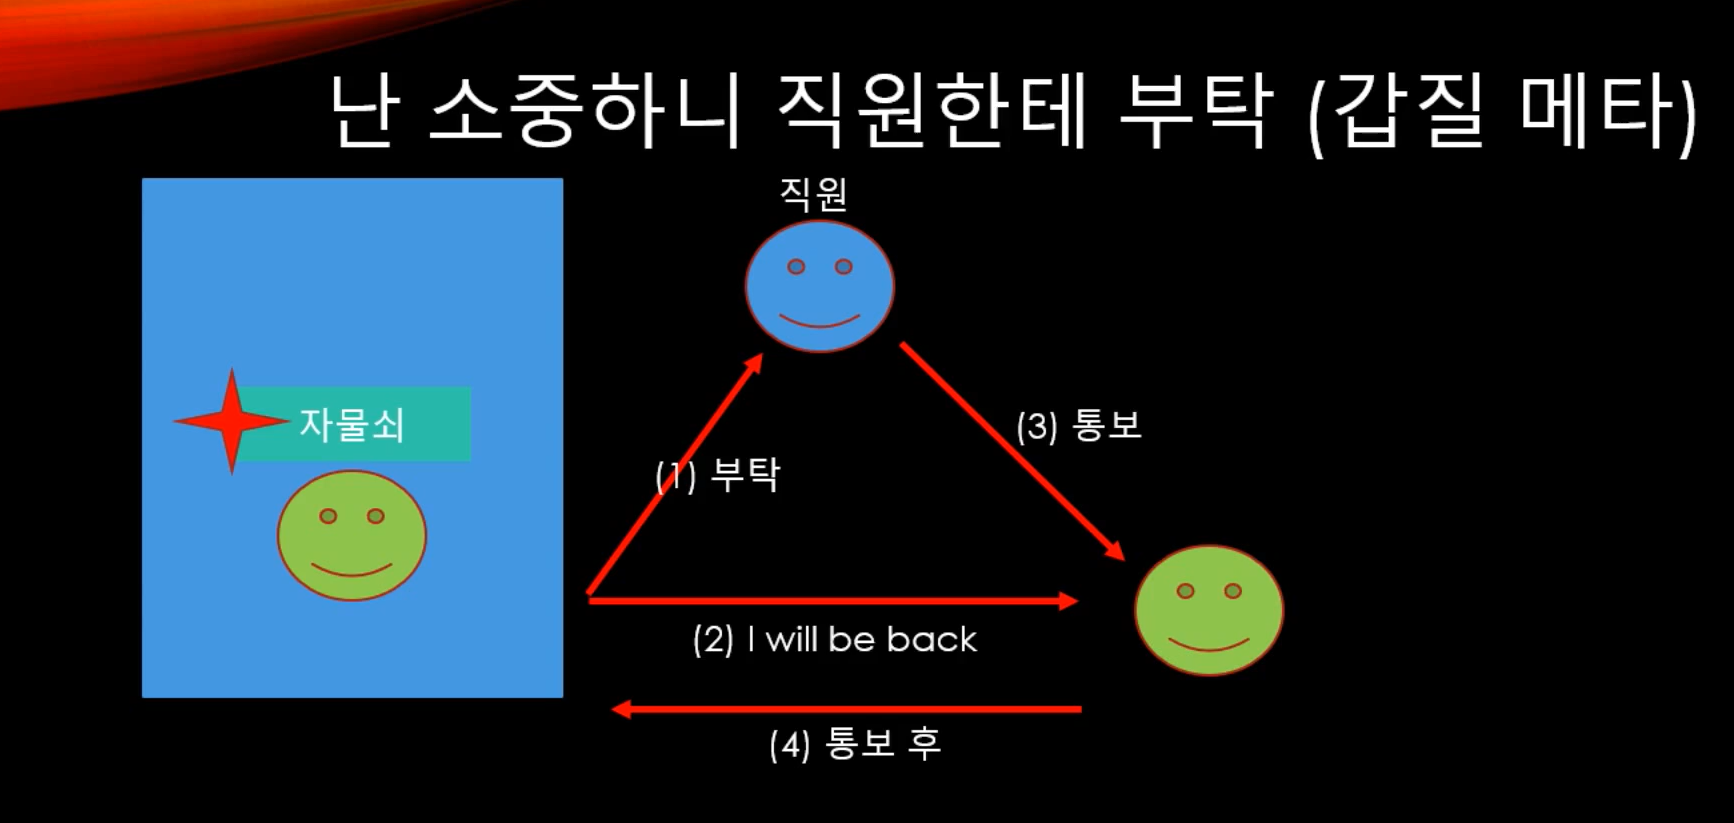 난 소중하니 직원한테 부탁 (갑질 메타)
직원
자물쇠
(3) 통보
(1) 부탁
(2) I will be back
(4) 통보 후